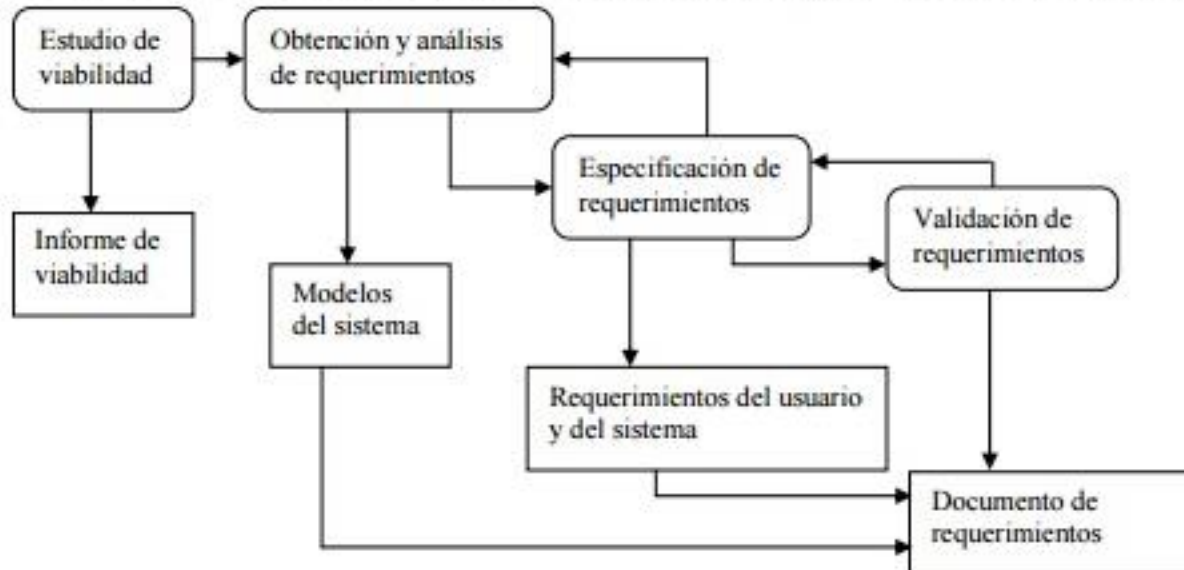 Estudio de
viabilidad
Obtención y análisis
de requerimientos
Especificación de
requerimientos
Validación de
requerimientos
Informe de
viabilidad
Modelos
del sistema
Requerimientos del usuario
y del sistema
Documento de
requerimientos